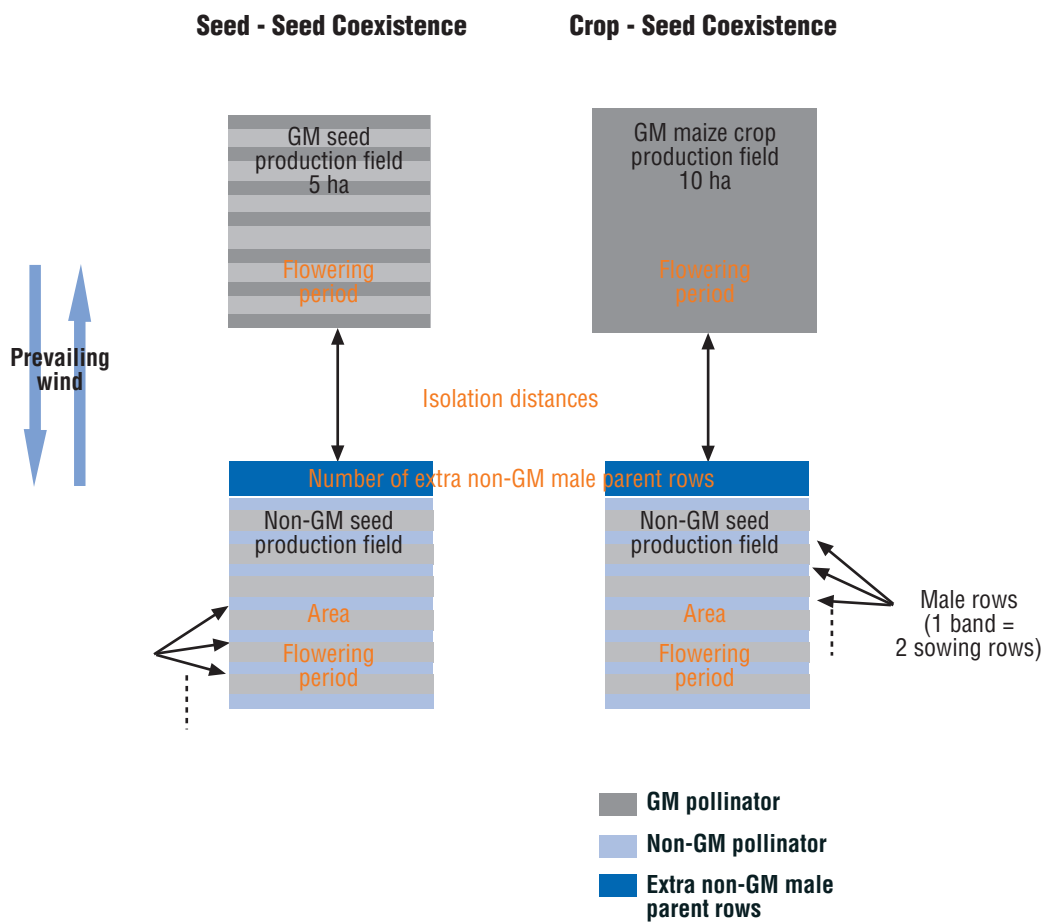 Seed - Seed Coexistence
Crop - Seed Coexistence
GM seed
production field
5 ha
Flowering
period
GM maize crop
production field
10 ha
Flowering
period
Prevailing
wind
Isolation distances
Number of extra non-GM male parent rows
Non-GM seed
production field
Area
Flowering
period
Non-GM seed
production field
Area
Flowering
period
Male rows
(1 band =
2 sowing rows)
GM pollinator
Non-GM pollinator
Extra non-GM male
parent rows